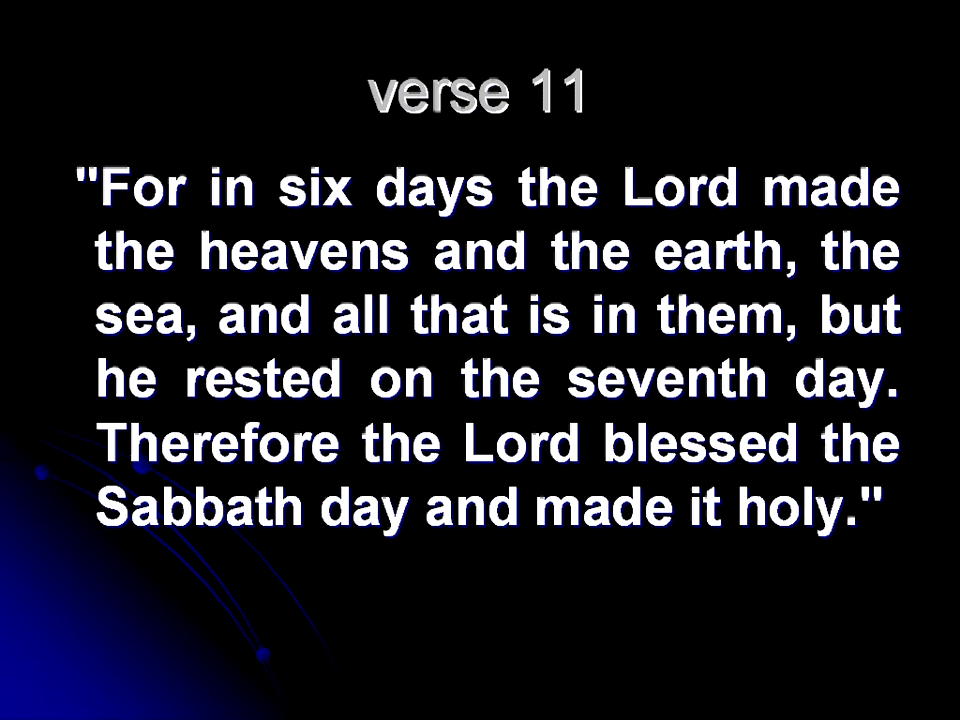 verse 11
"For in six days the Lord made
the heavens and the earth, the
sea, and all that is in them, but
he rested on the seventh day.
Therefore the Lord blessed the
Sabbath day and made it holy."